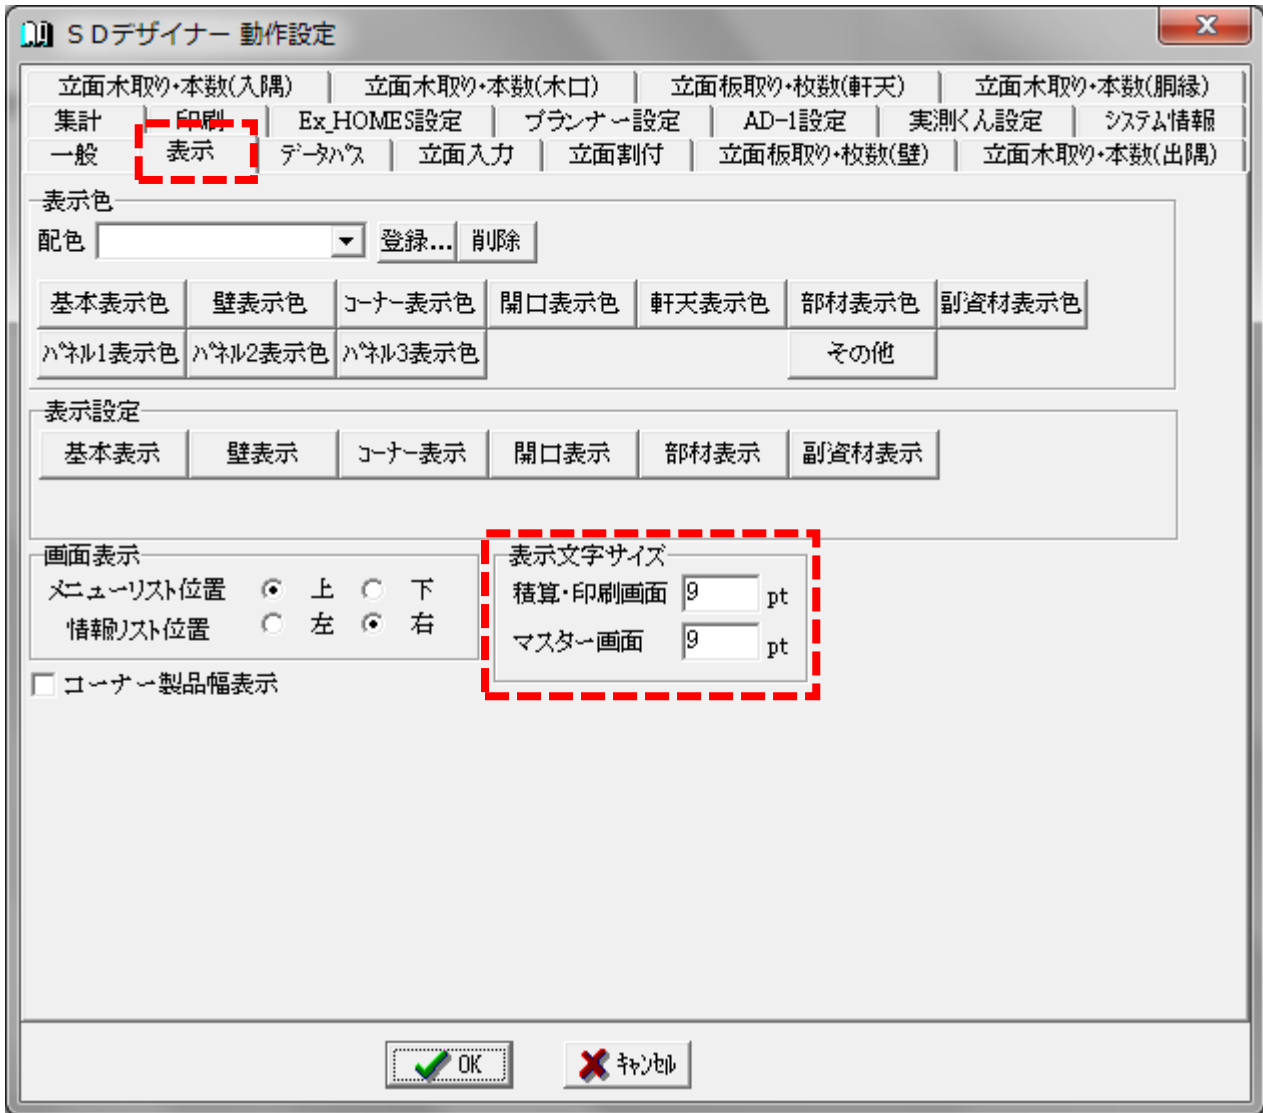 ＳＤデザイナー 動作設定
立面木取り・本数(入隅) 立面木取り・本数(木口) 立面板取り・枚数(軒天) 立面木取り・本数(胴縁)
集計 印刷 Ex_HOMES設定 プランナー設定 AD-1設定 実測くん設定 ｼｽﾃﾑ情報
一般 表示 ﾃﾞｰﾀﾊﾟｽ 立面入力 立面割付 立面板取り・枚数(壁) 立面木取り・本数(出隅)
表示色
配色 登録... 削除
基本表示色 壁表示色 ｺｰﾅｰ表示色 開口表示色 軒天表示色 部材表示色 副資材表示色
ﾊﾟﾈﾙ1表示色 ﾊﾟﾈﾙ2表示色 ﾊﾟﾈﾙ3表示色 その他
表示設定
基本表示 壁表示 ｺｰﾅｰ表示 開口表示 部材表示 副資材表示
画面表示
ﾒﾆｭｰﾘｽﾄ位置 上 下
情報ﾘｽﾄ位置 左 右
表示文字サイズ
積算・印刷画面 9 pt
マスター画面 9 pt
コーナー製品幅表示
OK ｷｬﾝｾﾙ